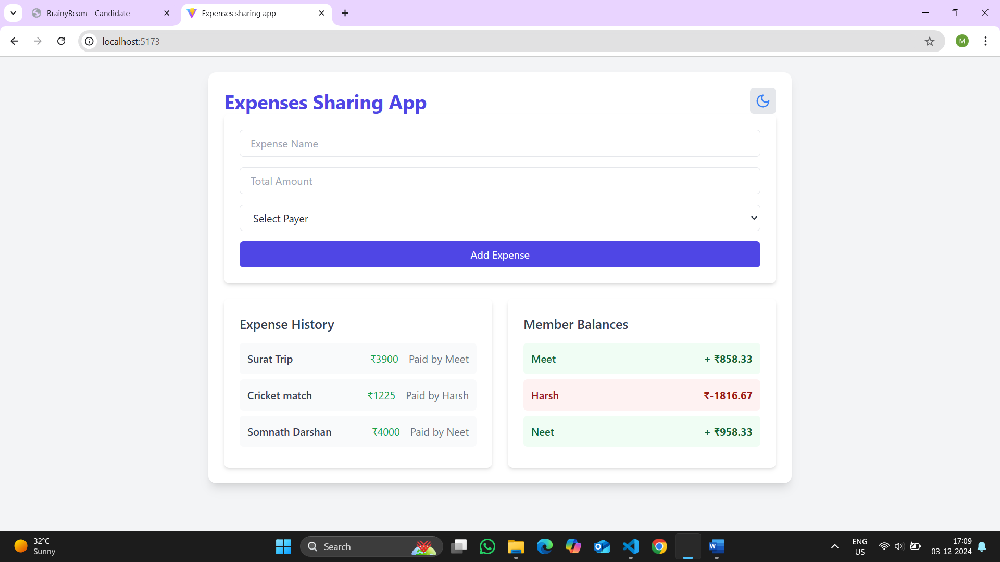 BrainyBeam - Candidate
Expenses sharing app
localhost:5173
M
Expenses Sharing App
Expense Name
Total Amount
Select Payer
Add Expense
Expense History
Surat Trip ₹3900 Paid by Meet
Cricket match ₹1225 Paid by Harsh
Somnath Darshan ₹4000 Paid by Neet
Member Balances
Meet + ₹858.33
Harsh ₹-1816.67
Neet + ₹958.33
32°C
Sunny
Search
ENG
US
17:09
03-12-2024